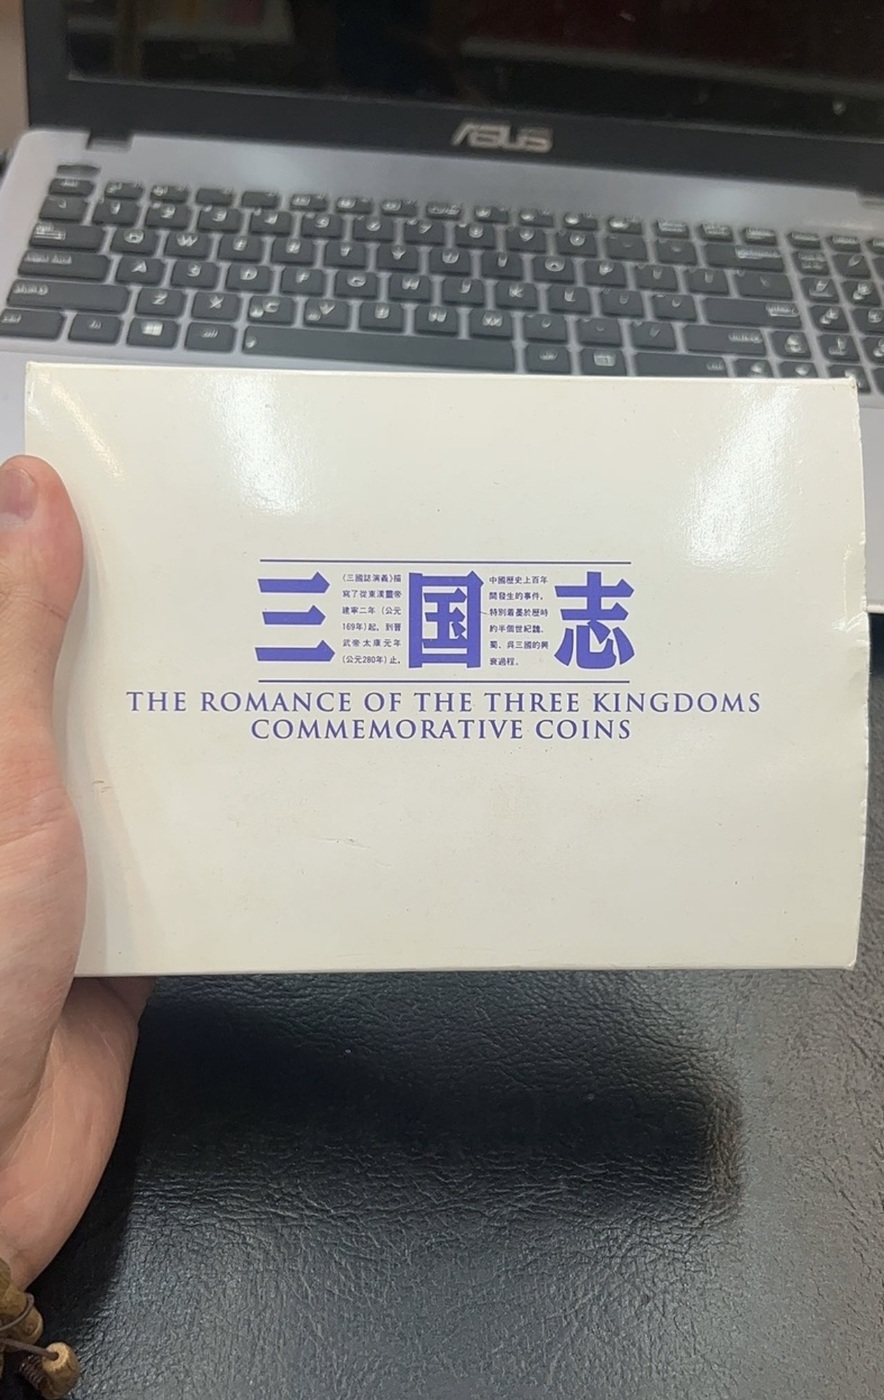 ASUS
三国志
《三國誌演義》描
寫了從東漢靈帝
建寧二年（公元
169年）起，到晉
武帝太康元年
（公元280年）止，
中國歷史上百年
間發生的事件，
特別着墨於歷時
約半個世紀魏、
蜀、吳三國的興
衰過程。
THE ROMANCE OF THE THREE KINGDOMS
COMMEMORATIVE COINS